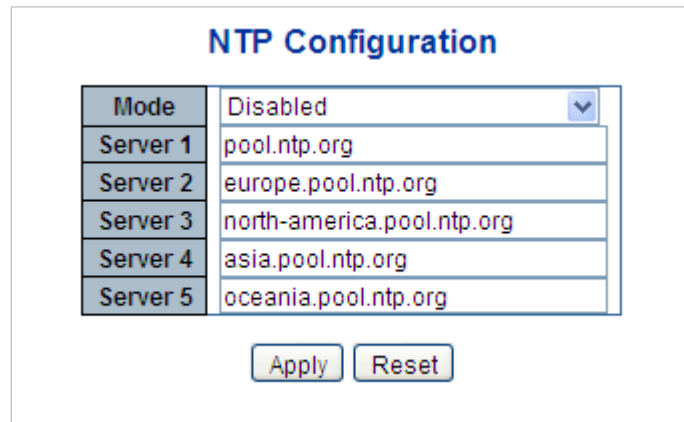 NTP Configuration
Mode Disabled
Server 1 pool.ntp.org
Server 2 europe.pool.ntp.org
Server 3 north-america.pool.ntp.org
Server 4 asia.pool.ntp.org
Server 5 oceania.pool.ntp.org
Apply Reset